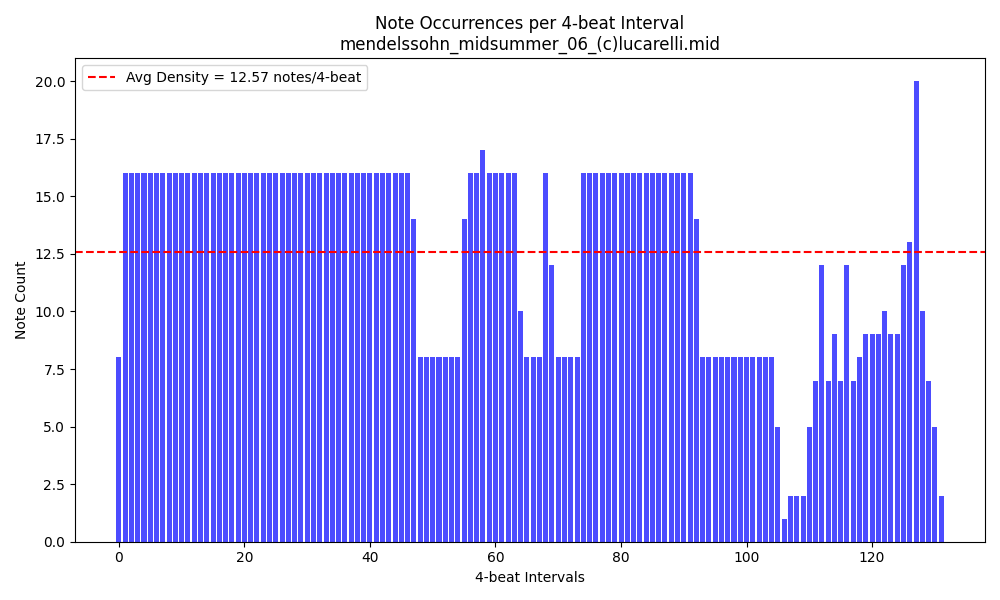 Note Occurrences per 4-beat Interval
mendelssohn_midsummer_06_(c)lucarelli.mid
Avg Density = 12.57 notes/4-beat
Note Count
20.0
17.5
15.0
12.5
10.0
7.5
5.0
2.5
0.0
0 20 40 60 80 100 120
4-beat Intervals